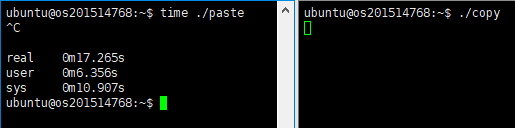 ubuntu@os201514768:~$ time ./paste
^C
real 0m17.265s
user 0m6.356s
sys 0m10.907s
ubuntu@os201514768:~$
ubuntu@os201514768:~$ ./copy